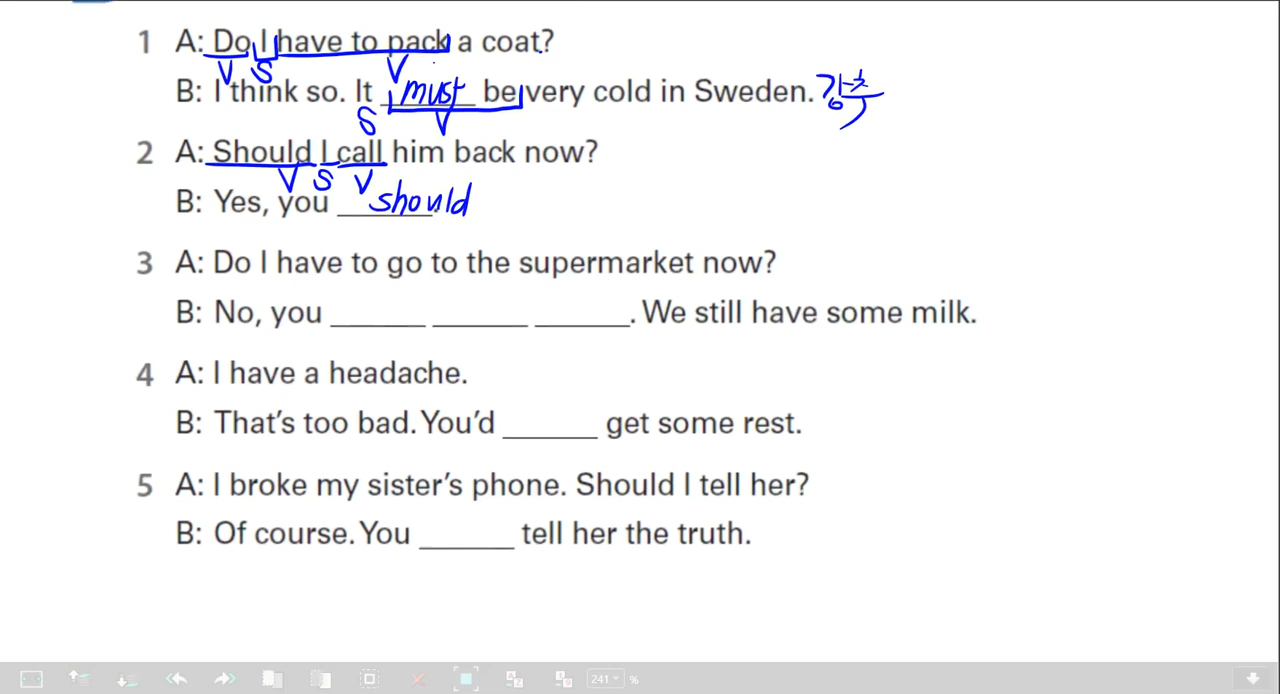 1 A: Do I have to pack a coat?
V S V
B: I think so. It must be very cold in Sweden. 강추
S V
2 A: Should I call him back now?
V S V
B: Yes, you should.
3 A: Do I have to go to the supermarket now?
B: No, you ______ ______ ______. We still have some milk.
4 A: I have a headache.
B: That's too bad. You'd ______ get some rest.
5 A: I broke my sister's phone. Should I tell her?
B: Of course. You ______ tell her the truth.
241 %